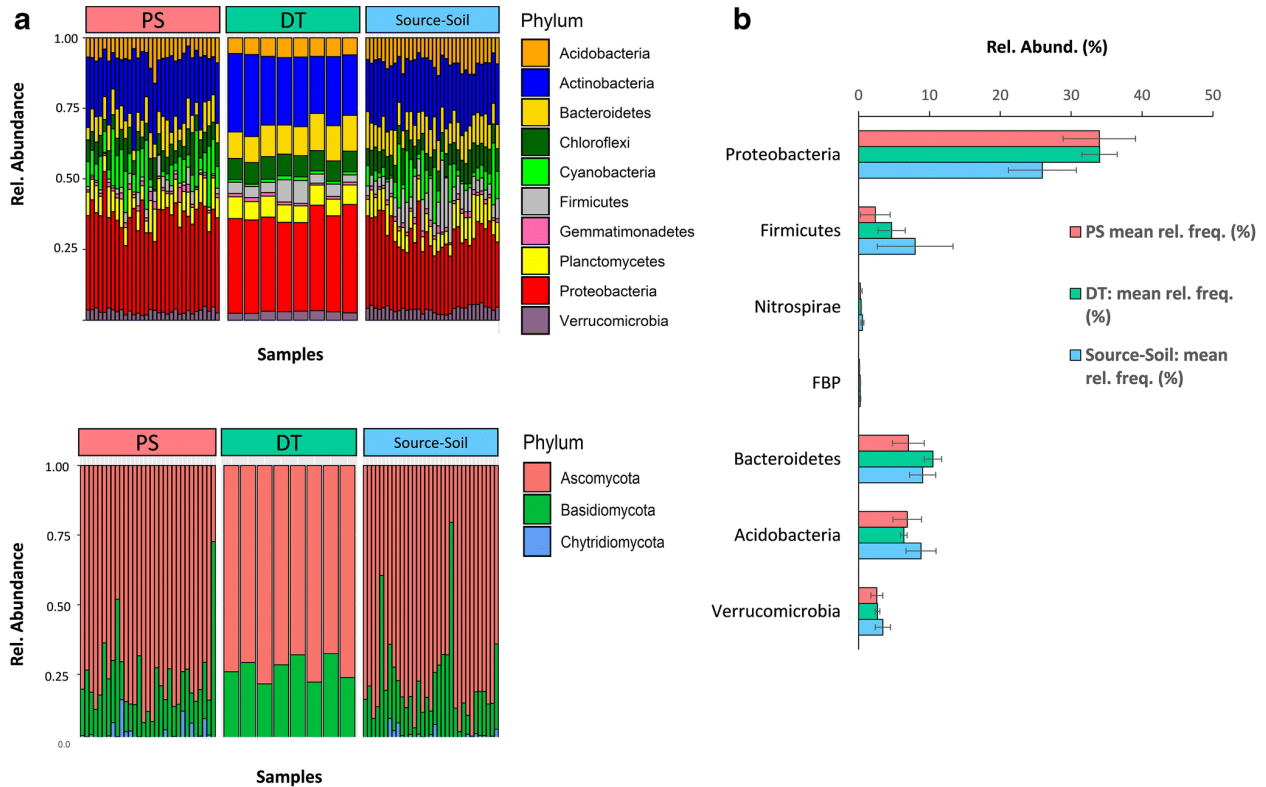 a
PS
DT
Source-Soil
Phylum
1.00
0.75
0.50
0.25
Rel. Abundance
Samples
Acidobacteria
Actinobacteria
Bacteroidetes
Chloroflexi
Cyanobacteria
Firmicutes
Gemmatimonadetes
Planctomycetes
Proteobacteria
Verrucomicrobia
PS
DT
Source-Soil
Phylum
1.00
0.75
0.50
0.25
0.0
Rel. Abundance
Samples
Ascomycota
Basidiomycota
Chytridiomycota
b
Rel. Abund. (%)
0
10
20
30
40
50
Proteobacteria
Firmicutes
Nitrospirae
FBP
Bacteroidetes
Acidobacteria
Verrucomicrobia
PS mean rel. freq. (%)
DT: mean rel. freq.
(%)
Source-Soil: mean
rel. freq. (%)